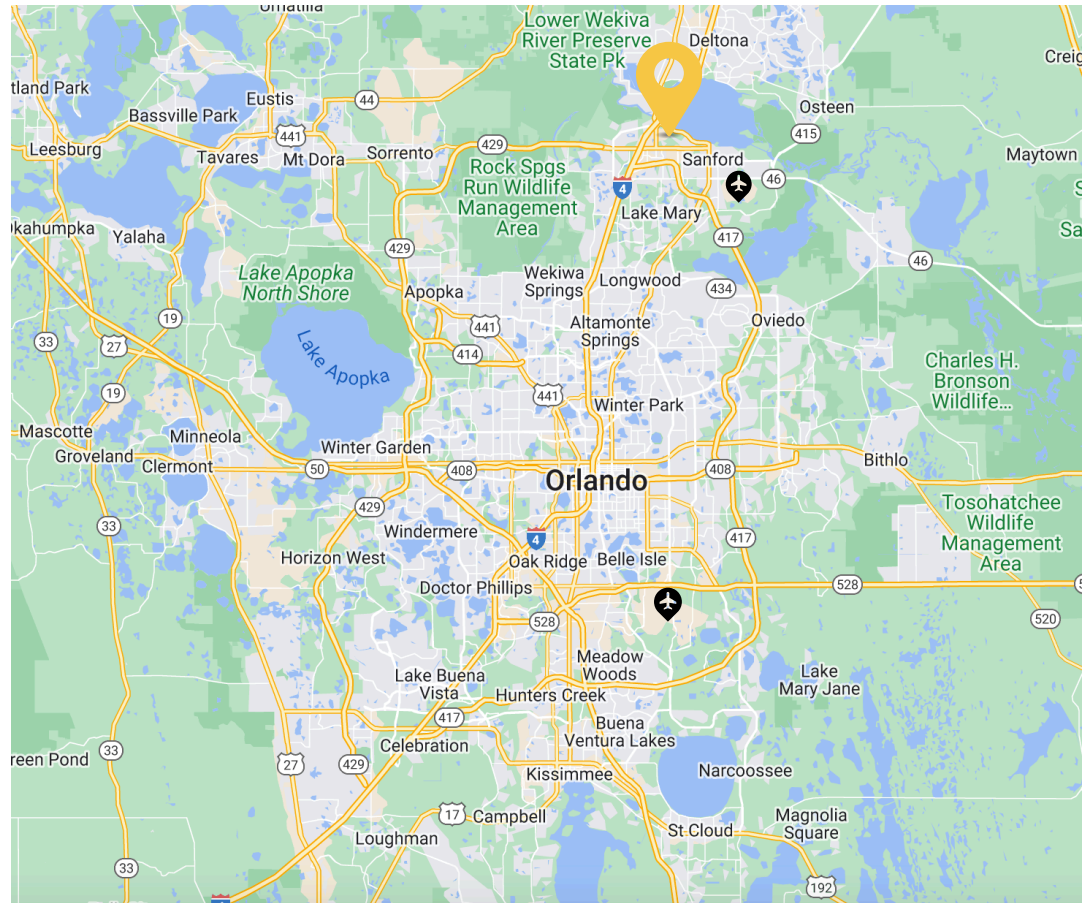 Umatilla
Lower Wekiva
River Preserve
State Pk
Deltona
Creig
tland Park
Eustis
44
Bassville Park
Osteen
441
415
Leesburg
Tavares
Mt Dora
Sorrento
429
Sanford
Maytown
Rock Spgs
Run Wildlife
Management
Area
4
46
S
Lake Mary
Sa
Okahumpka
Yalaha
429
417
46
Lake Apopka
North Shore
Wekiwa
Springs
Longwood
434
Apopka
19
441
Altamonte
Springs
Oviedo
33
27
414
Lake Apopka
Charles H.
Bronson
Wildlife...
19
441
Winter Park
Mascotte
Minneola
Winter Garden
Groveland
Clermont
50
408
408
Bithlo
Orlando
429
Tosohatchee
Wildlife
Management
Area
33
Windermere
4
417
Horizon West
Oak Ridge
Belle Isle
Doctor Phillips
528
5
528
520
Meadow
Woods
Lake
Mary Jane
Lake Buena
Vista
Hunters Creek
417
Buena
Ventura Lakes
Celebration
33
reen Pond
27
429
Kissimmee
Narcoossee
17
Campbell
Magnolia
Square
St Cloud
Loughman
33
192